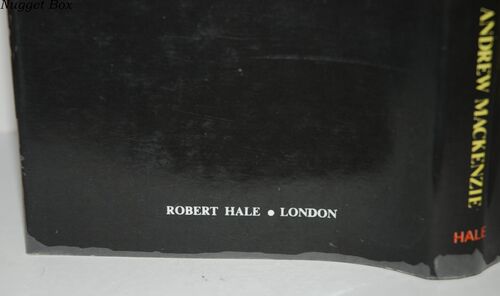 Nugget Box
ROBERT HALE • LONDON
ANDREW MACKENZIE
HALE